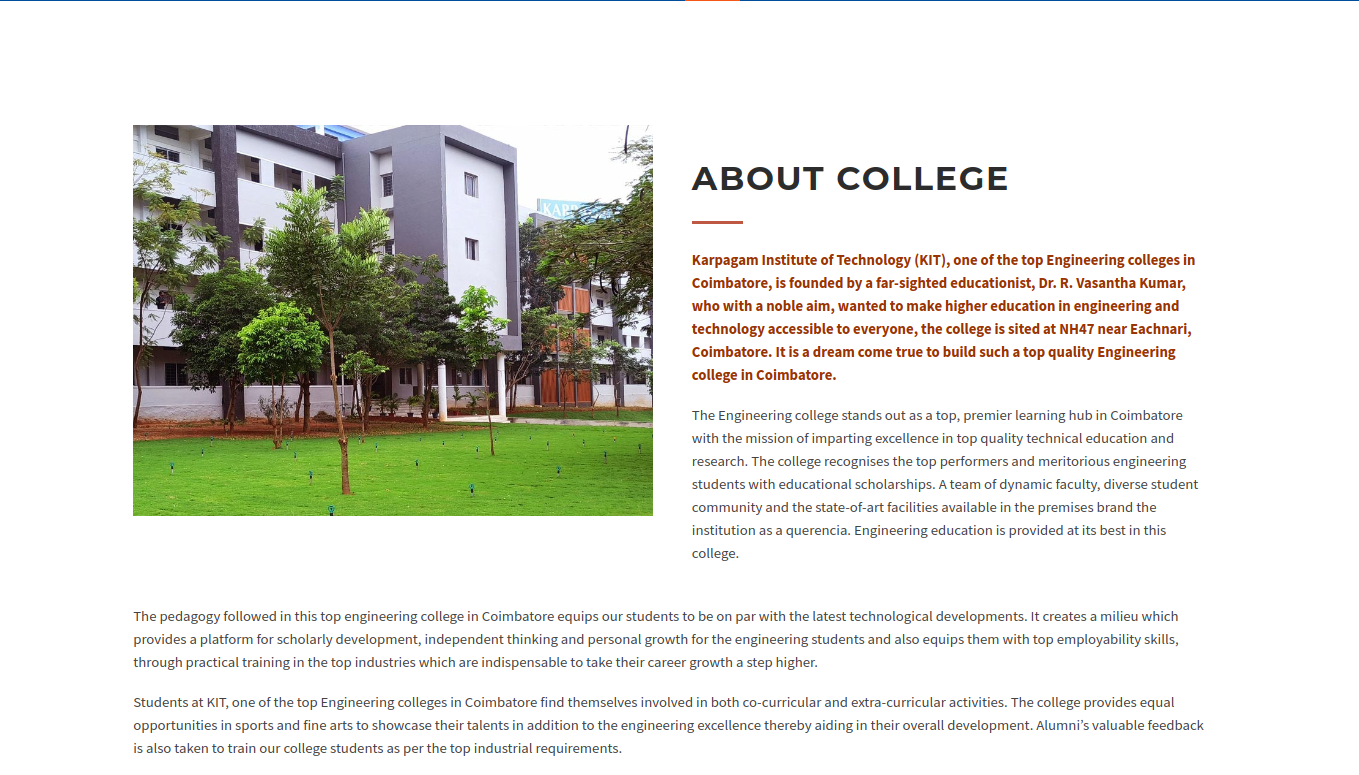 ABOUT COLLEGE
Karpagam Institute of Technology (KIT), one of the top Engineering colleges in
Coimbatore, is founded by a far-sighted educationist, Dr. R. Vasantha Kumar,
who with a noble aim, wanted to make higher education in engineering and
technology accessible to everyone, the college is sited at NH47 near Eachnari,
Coimbatore. It is a dream come true to build such a top quality Engineering
college in Coimbatore.
The Engineering college stands out as a top, premier learning hub in Coimbatore
with the mission of imparting excellence in top quality technical education and
research. The college recognises the top performers and meritorious engineering
students with educational scholarships. A team of dynamic faculty, diverse student
community and the state-of-art facilities available in the premises brand the
institution as a querencia. Engineering education is provided at its best in this
college.
The pedagogy followed in this top engineering college in Coimbatore equips our students to be on par with the latest technological developments. It creates a milieu which
provides a platform for scholarly development, independent thinking and personal growth for the engineering students and also equips them with top employability skills,
through practical training in the top industries which are indispensable to take their career growth a step higher.
Students at KIT, one of the top Engineering colleges in Coimbatore find themselves involved in both co-curricular and extra-curricular activities. The college provides equal
opportunities in sports and fine arts to showcase their talents in addition to the engineering excellence thereby aiding in their overall development. Alumni’s valuable feedback
is also taken to train our college students as per the top industrial requirements.